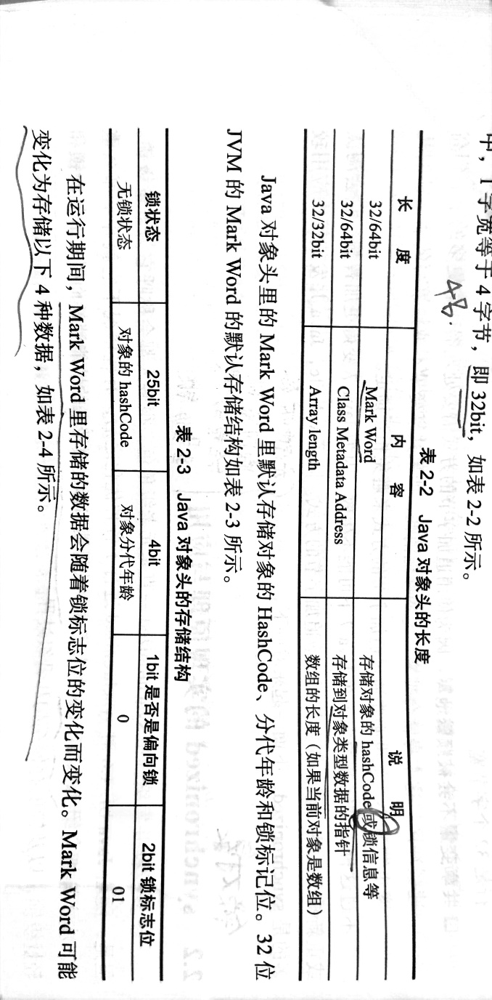 中，1 字宽等于 4 字节，即 32bit，如表 2-2 所示。
4B.
表 2-2 Java 对象头的长度
长 度 内 容 说 明
32/64bit Mark Word 存储对象的 hashCode 或锁信息等
32/64bit Class Metadata Address 存储到对象类型数据的指针
32/32bit Array length 数组的长度（如果当前对象是数组）
Java 对象头里的 Mark Word 里默认存储对象的 HashCode、分代年龄和锁标记位。32 位
JVM 的 Mark Word 的默认存储结构如表 2-3 所示。
表 2-3 Java 对象头的存储结构
锁状态 25bit 4bit 1bit 是否是偏向锁 2bit 锁标志位
无锁状态 对象的 hashCode 对象分代年龄 0 01
在运行期间，Mark Word 里存储的数据会随着锁标志位的变化而变化。Mark Word 可能
变化为存储以下 4 种数据，如表 2-4 所示。